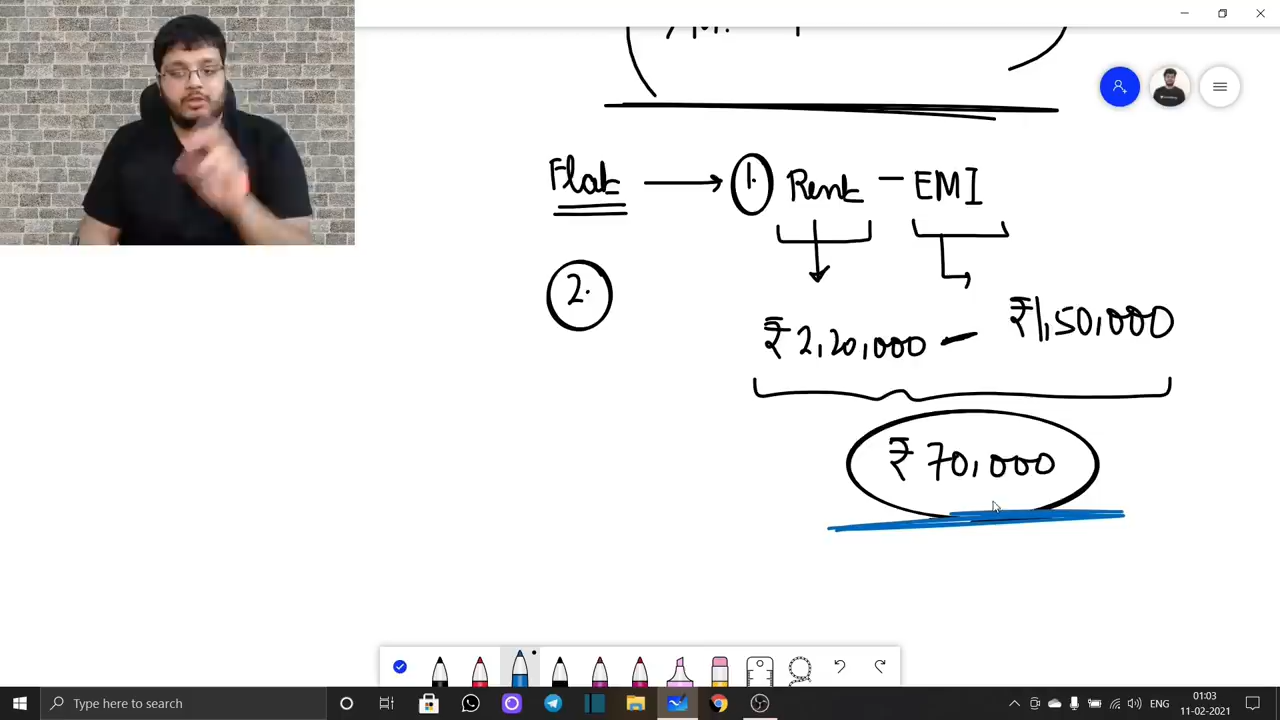 Flat → 1. Rent – EMI
2.
₹2,20,000 – ₹1,50,000
₹70,000
Type here to search
ENG
01:03
11-02-2021